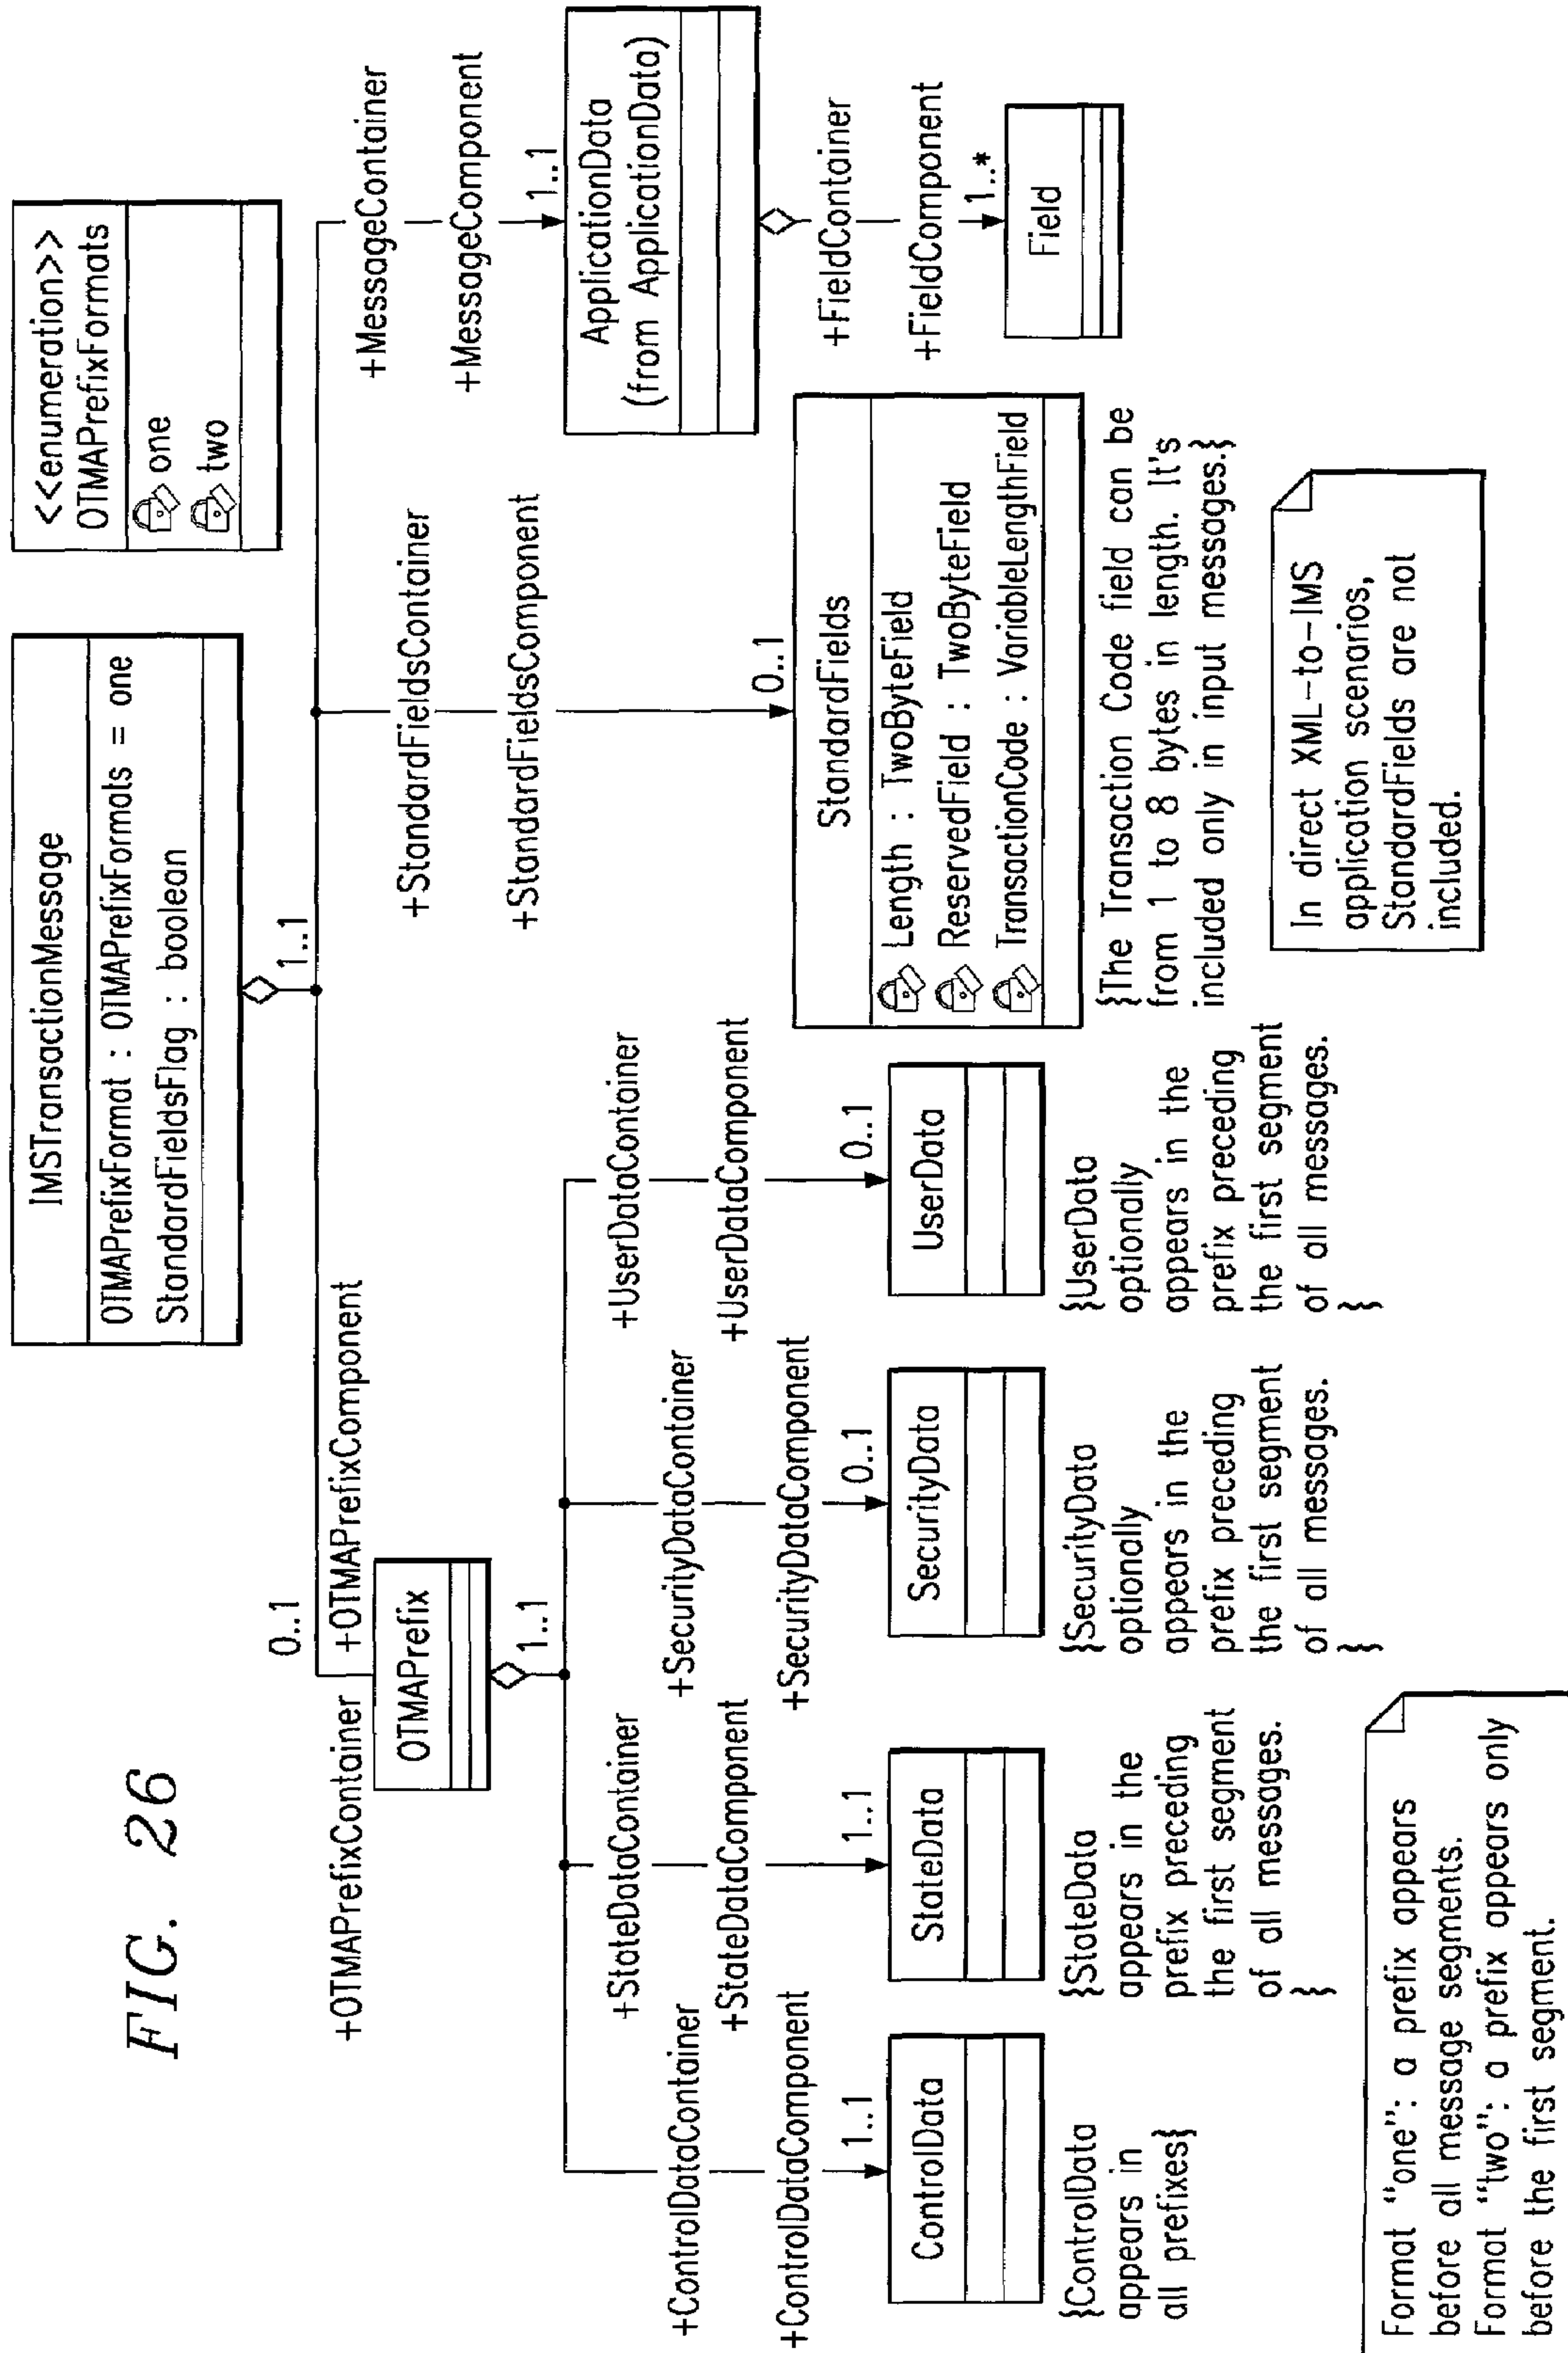 FIG. 26
IMSTransactionMessage
OTMAPrefixFormat : OTMAPrefixFormats = one
StandardFieldsFlag : boolean
<<enumeration>>
OTMAPrefixFormats
one
two
1..1
0..1
+OTMAPrefixContainer
+OTMAPrefixComponent
OTMAPrefix
1..1
+StandardFieldsContainer
+StandardFieldsComponent
0..1
+MessageContainer
+MessageComponent
1..1
ApplicationData
(from ApplicationData)
+FieldContainer
+FieldComponent
1..*
Field
StandardFields
Length : TwoByteField
ReservedField : TwoByteField
TransactionCode : VariableLengthField
{The Transaction Code field can be
from 1 to 8 bytes in length. It's
included only in input messages.}
In direct XML-to-IMS
application scenarios,
StandardFields are not
included.
+ControlDataContainer
+ControlDataComponent
1..1
ControlData
{ControlData
appears in
all prefixes}
+StateDataContainer
+StateDataComponent
1..1
StateData
{StateData
appears in the
prefix preceding
the first segment
of all messages.
}
+SecurityDataContainer
+SecurityDataComponent
0..1
SecurityData
{SecurityData
optionally
appears in the
prefix preceding
the first segment
of all messages.
}
+UserDataContainer
+UserDataComponent
0..1
UserData
{UserData
optionally
appears in the
prefix preceding
the first segment
of all messages.
}
Format "one": a prefix appears
before all message segments.
Format "two": a prefix appears only
before the first segment.